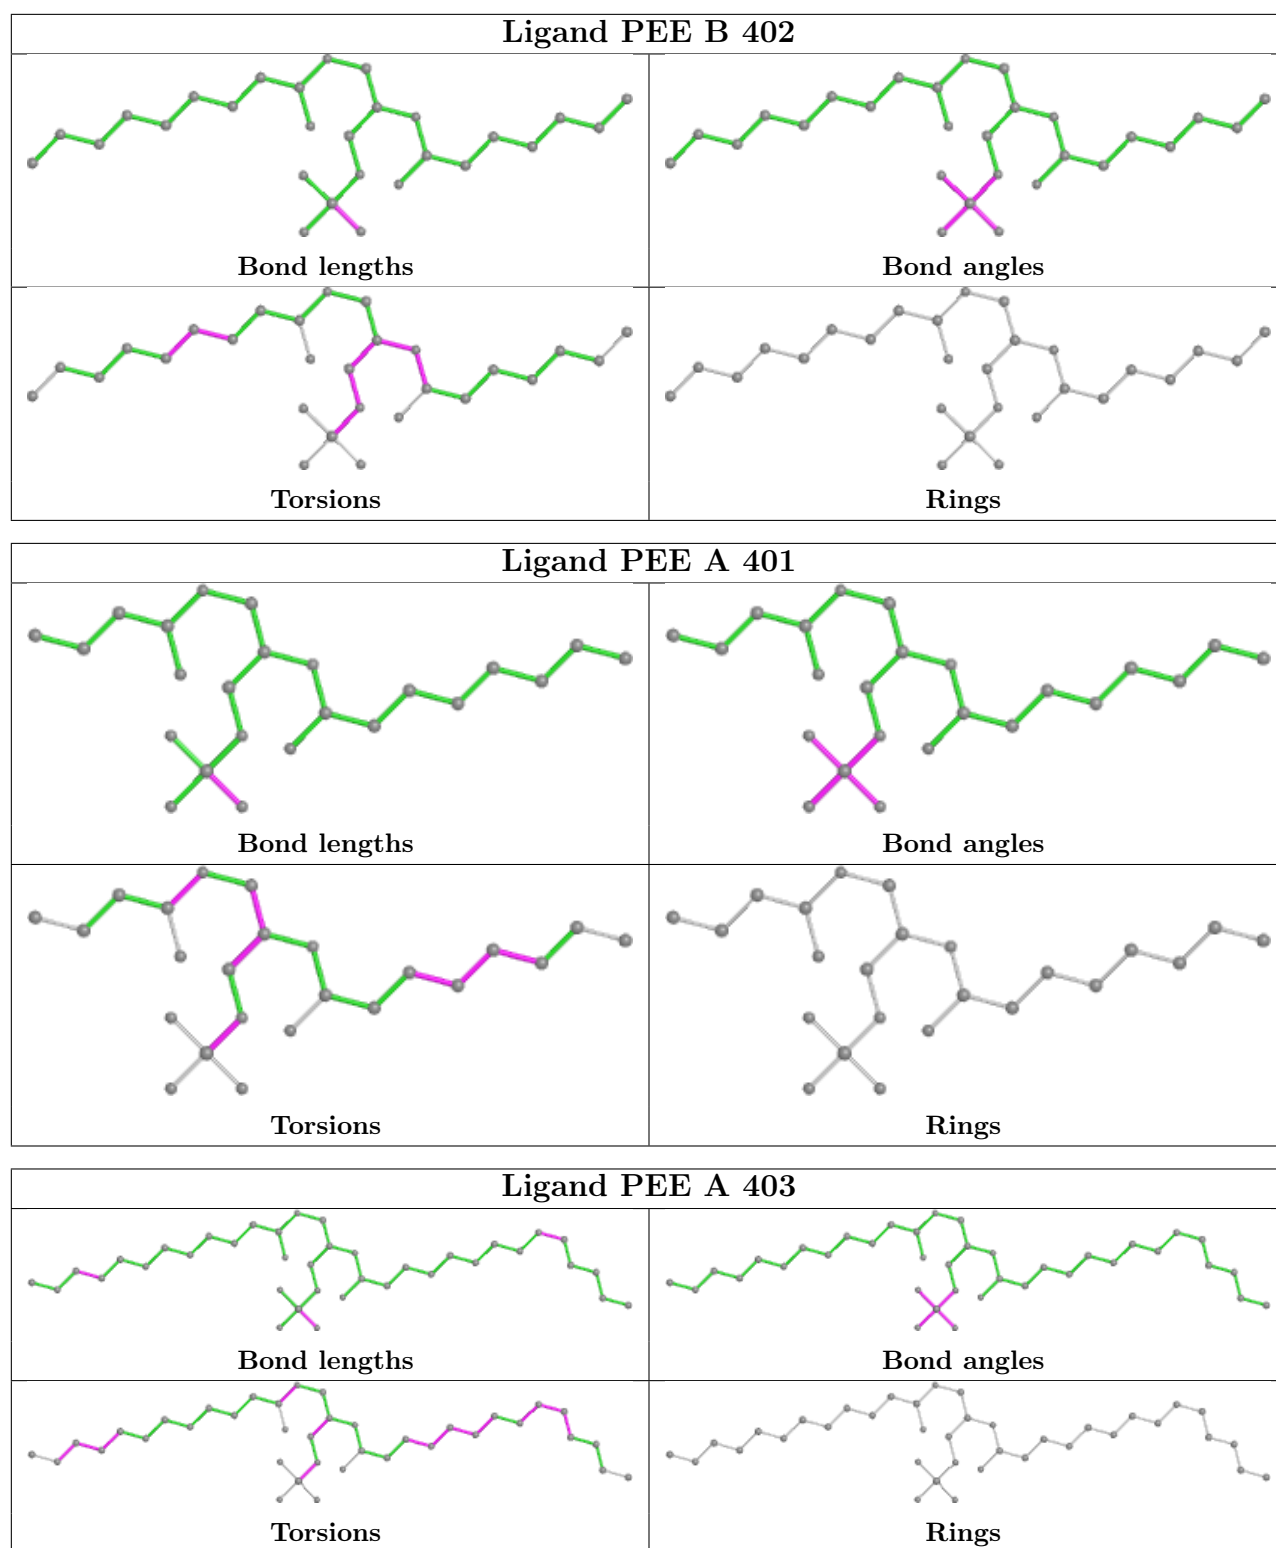 Ligand PEE B 402
Bond lengths
Bond angles
Torsions
Rings
Ligand PEE A 401
Bond lengths
Bond angles
Torsions
Rings
Ligand PEE A 403
Bond lengths
Bond angles
Torsions
Rings